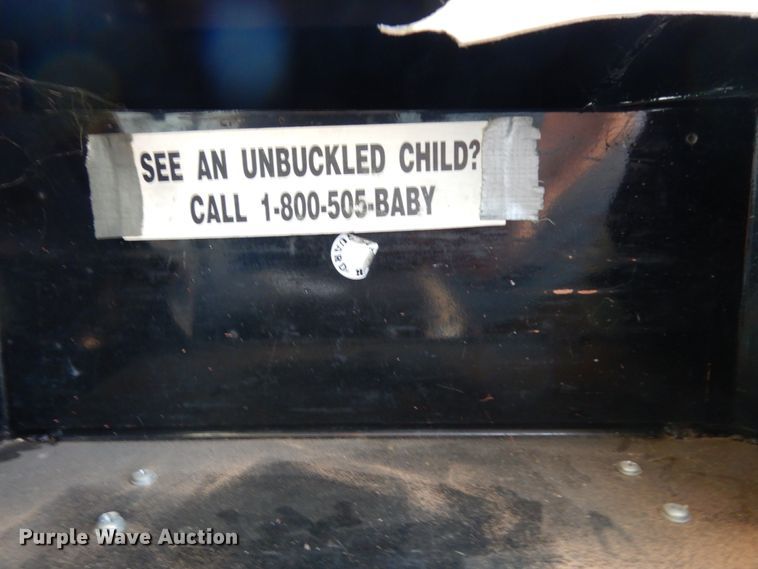 SEE AN UNBUCKLED CHILD?
CALL 1-800-505-BABY
Purple Wave Auction